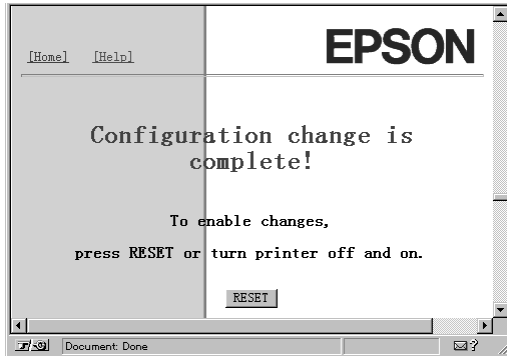 EPSON
[Home] [Help]
Configuration change is
complete!
To enable changes,
press RESET or turn printer off and on.
RESET
Document: Done
?